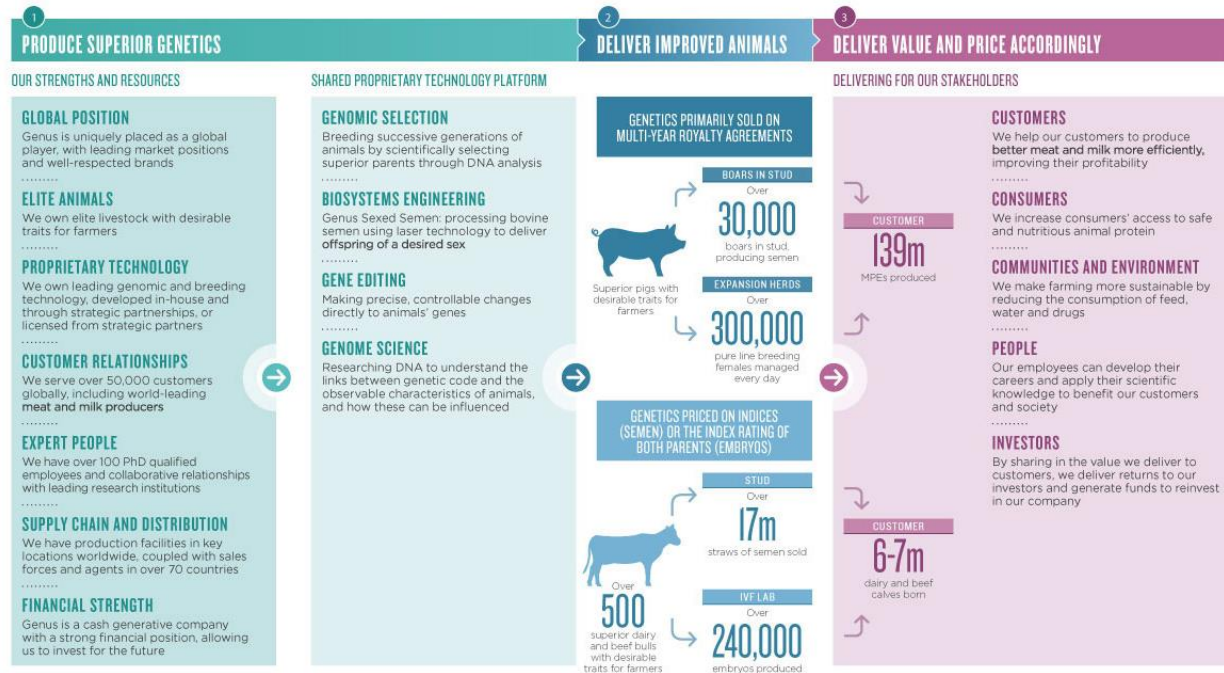 1
PRODUCE SUPERIOR GENETICS
OUR STRENGTHS AND RESOURCES
GLOBAL POSITION
Genus is uniquely placed as a global
player, with leading market positions
and well-respected brands
ELITE ANIMALS
We own elite livestock with desirable
traits for farmers
PROPRIETARY TECHNOLOGY
We own leading genomic and breeding
technology, developed in-house and
through strategic partnerships, or
licensed from strategic partners
CUSTOMER RELATIONSHIPS
We serve over 50,000 customers
globally, including world-leading
meat and milk producers
EXPERT PEOPLE
We have over 100 PhD qualified
employees and collaborative relationships
with leading research institutions
SUPPLY CHAIN AND DISTRIBUTION
We have production facilities in key
locations worldwide, coupled with sales
forces and agents in over 70 countries
FINANCIAL STRENGTH
Genus is a cash generative company
with a strong financial position, allowing
us to invest for the future
SHARED PROPRIETARY TECHNOLOGY PLATFORM
GENOMIC SELECTION
Breeding successive generations of
animals by scientifically selecting
superior parents through DNA analysis
BIOSYSTEMS ENGINEERING
Genus Sexed Semen: processing bovine
semen using laser technology to deliver
offspring of a desired sex
GENE EDITING
Making precise, controllable changes
directly to animals' genes
GENOME SCIENCE
Researching DNA to understand the
links between genetic code and the
observable characteristics of animals,
and how these can be influenced
2
DELIVER IMPROVED ANIMALS
GENETICS PRIMARILY SOLD ON
MULTI-YEAR ROYALTY AGREEMENTS
Superior pigs with
desirable traits for
farmers
BOARS IN STUD
Over
30,000
boars in stud,
producing semen
EXPANSION HERDS
Over
300,000
pure line breeding
females managed
every day
GENETICS PRICED ON INDICES
(SEMEN) OR THE INDEX RATING OF
BOTH PARENTS (EMBRYOS)
Over
500
superior dairy
and beef bulls
with desirable
traits for farmers
STUD
Over
17m
straws of semen sold
IVF LAB
Over
240,000
embryos produced
3
DELIVER VALUE AND PRICE ACCORDINGLY
DELIVERING FOR OUR STAKEHOLDERS
CUSTOMER
139m
MPEs produced
CUSTOMER
6-7m
dairy and beef
calves born
CUSTOMERS
We help our customers to produce
better meat and milk more efficiently,
improving their profitability
CONSUMERS
We increase consumers' access to safe
and nutritious animal protein
COMMUNITIES AND ENVIRONMENT
We make farming more sustainable by
reducing the consumption of feed,
water and drugs
PEOPLE
Our employees can develop their
careers and apply their scientific
knowledge to benefit our customers
and society
INVESTORS
By sharing in the value we deliver to
customers, we deliver returns to our
investors and generate funds to reinvest
in our company